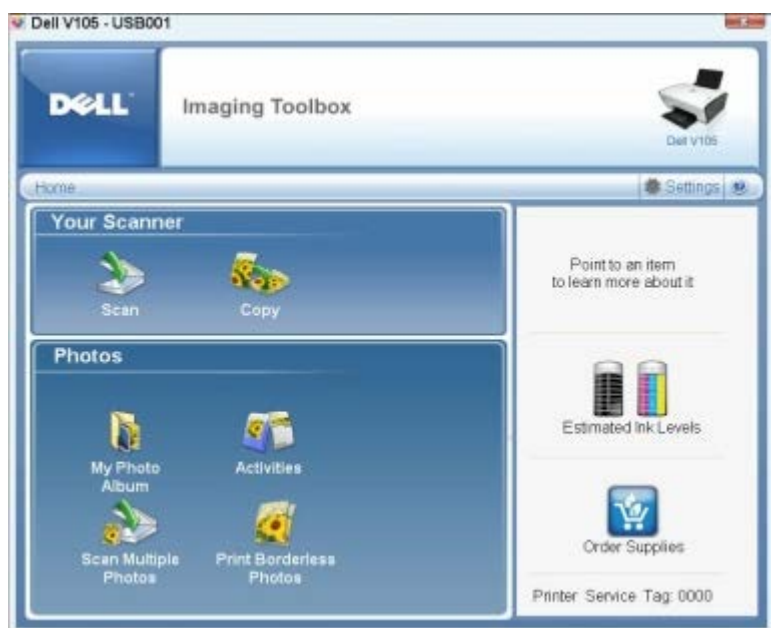 Dell V105 - USB001
DELL
Imaging Toolbox
Dell V105
Home
Settings
?
Your Scanner
Scan
Copy
Photos
My Photo
Album
Activities
Scan Multiple
Photos
Print Borderless
Photos
Point to an item
to learn more about it
Estimated Ink Levels
Order Supplies
Printer Service Tag: 0000